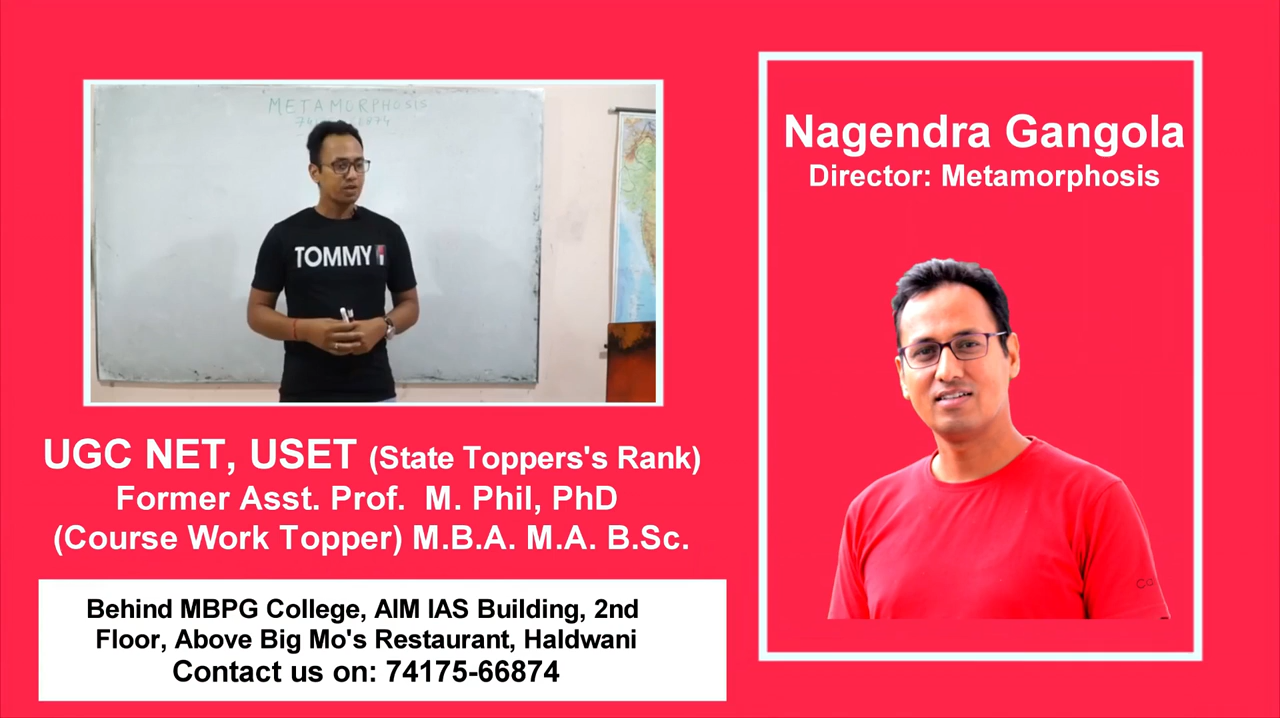 METAMORPHOSIS
TOMMY
UGC NET, USET (State Toppers's Rank)
Former Asst. Prof. M. Phil, PhD
(Course Work Topper) M.B.A. M.A. B.Sc.
Behind MBPG College, AIM IAS Building, 2nd
Floor, Above Big Mo's Restaurant, Haldwani
Contact us on: 74175-66874
Nagendra Gangola
Director: Metamorphosis